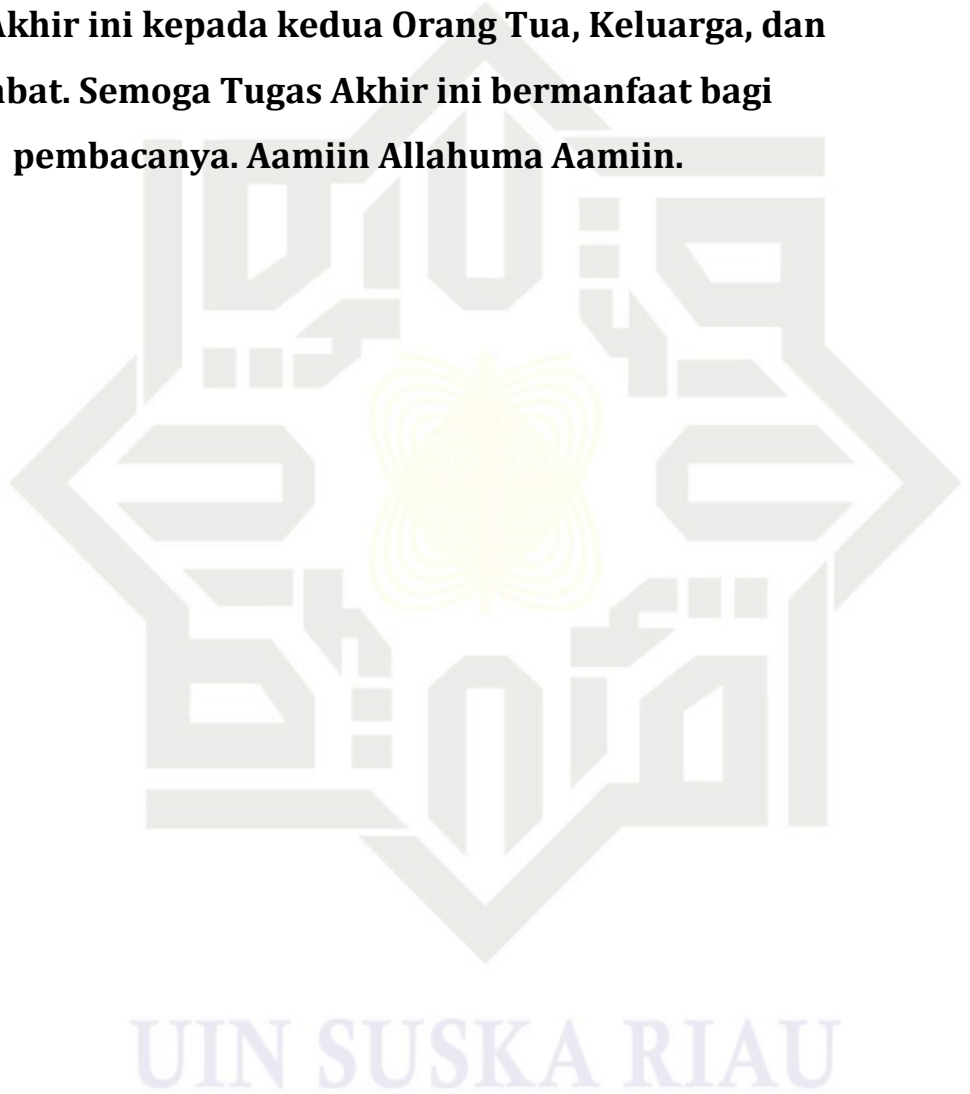 Akhir ini kepada kedua Orang Tua, Keluarga, dan
Semoga Tugas Akhir ini bermanfaat bagi
pembacanya. Aamiin Allahuma Aamiin.
UIN SUSKA RIAU